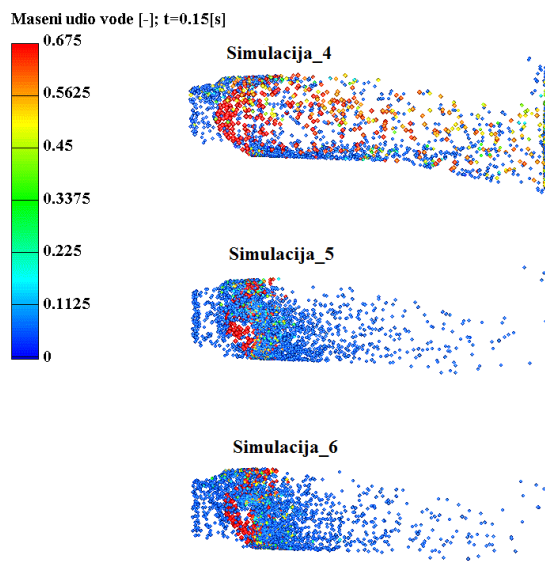 Maseni udio vode [-]; t=0.15[s]
0.675
0.5625
0.45
0.3375
0.225
0.1125
0
Simulacija_4
Simulacija_5
Simulacija_6